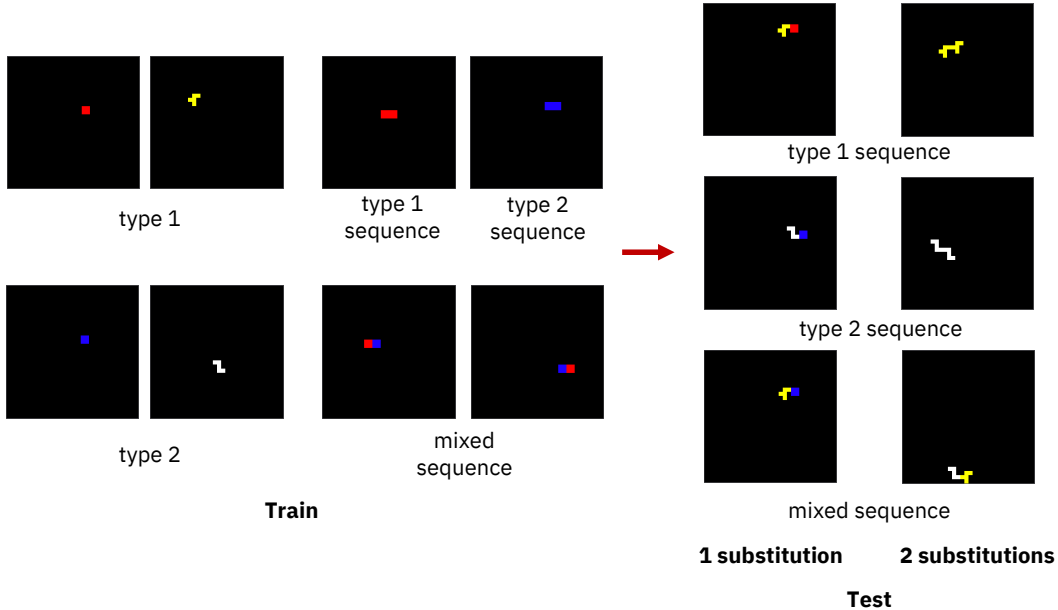 type 1
type 1
sequence
type 2
sequence
type 2
mixed
sequence
Train
type 1 sequence
type 2 sequence
mixed sequence
1 substitution
2 substitutions
Test